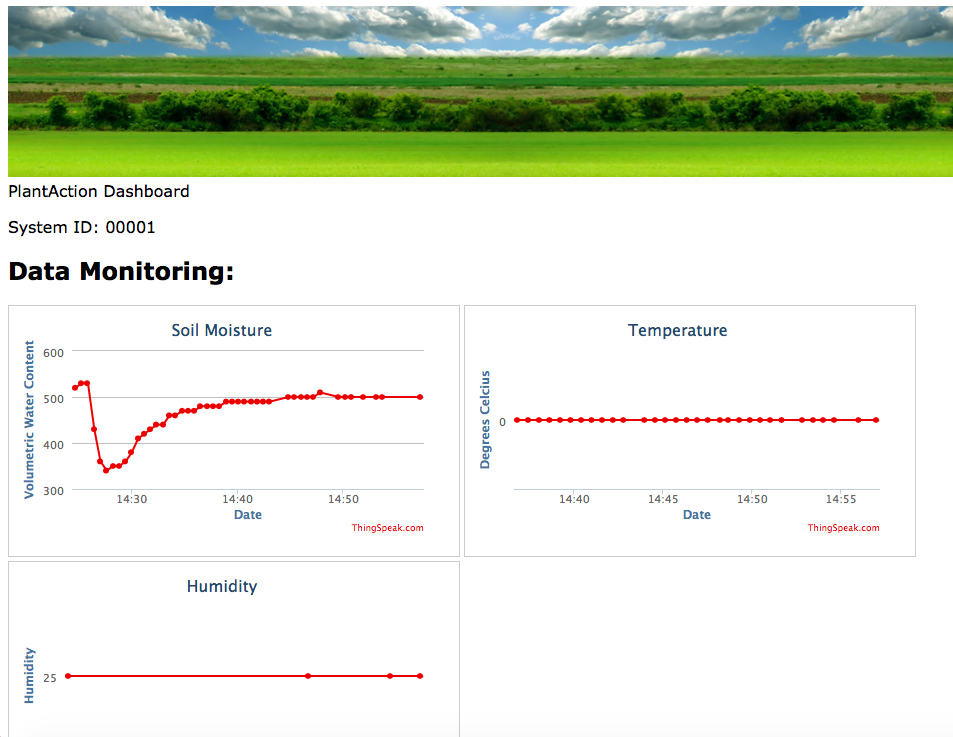 PlantAction Dashboard
System ID: 00001
Data Monitoring:
Soil Moisture
Volumetric Water Content
600
500
400
300
14:30 14:40 14:50
Date
ThingSpeak.com
Temperature
Degrees Celcius
0
14:40 14:45 14:50 14:55
Date
ThingSpeak.com
Humidity
Humidity
25